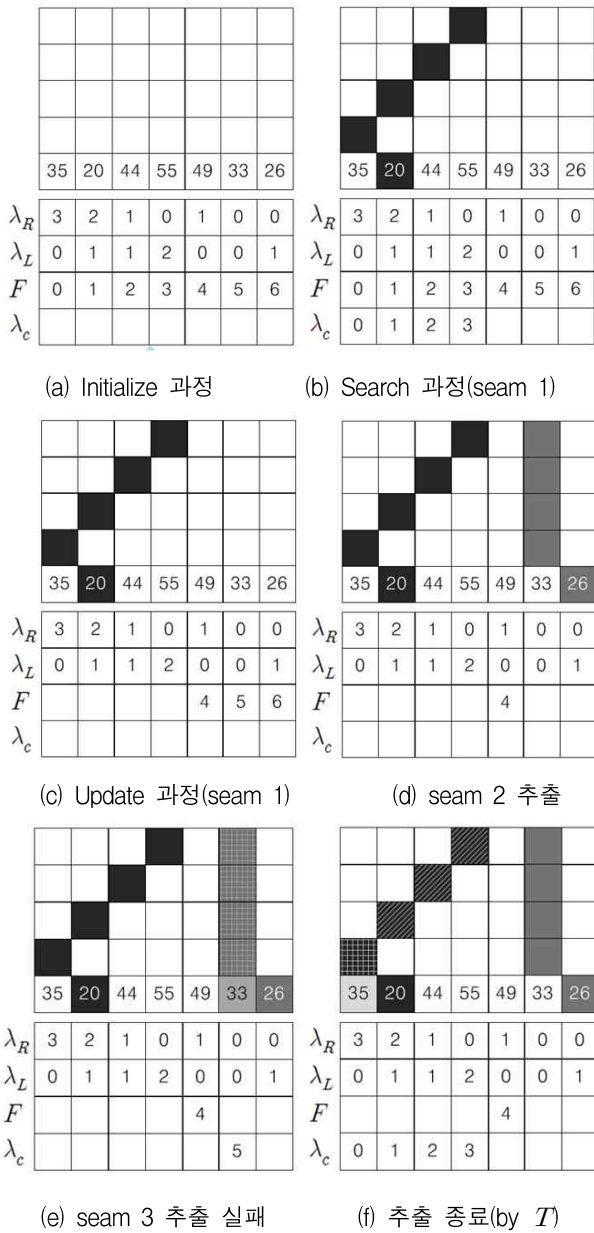 35 20 44 55 49 33 26 35 20 44 55 49 33 26
λR 3 2 1 0 1 0 0 λR 3 2 1 0 1 0 0
λL 0 1 1 2 0 0 1 λL 0 1 1 2 0 0 1
F 0 1 2 3 4 5 6 F 0 1 2 3 4 5 6
λc λc 0 1 2 3
(a) Initialize 과정 (b) Search 과정(seam 1)
35 20 44 55 49 33 26 35 20 44 55 49 33 26
λR 3 2 1 0 1 0 0 λR 3 2 1 0 1 0 0
λL 0 1 1 2 0 0 1 λL 0 1 1 2 0 0 1
F 4 5 6 F 4
λc λc
(c) Update 과정(seam 1) (d) seam 2 추출
35 20 44 55 49 33 26 35 20 44 55 49 33 26
λR 3 2 1 0 1 0 0 λR 3 2 1 0 1 0 0
λL 0 1 1 2 0 0 1 λL 0 1 1 2 0 0 1
F 4 F 4
λc 5 λc 0 1 2 3
(e) seam 3 추출 실패 (f) 추출 종료(by T)